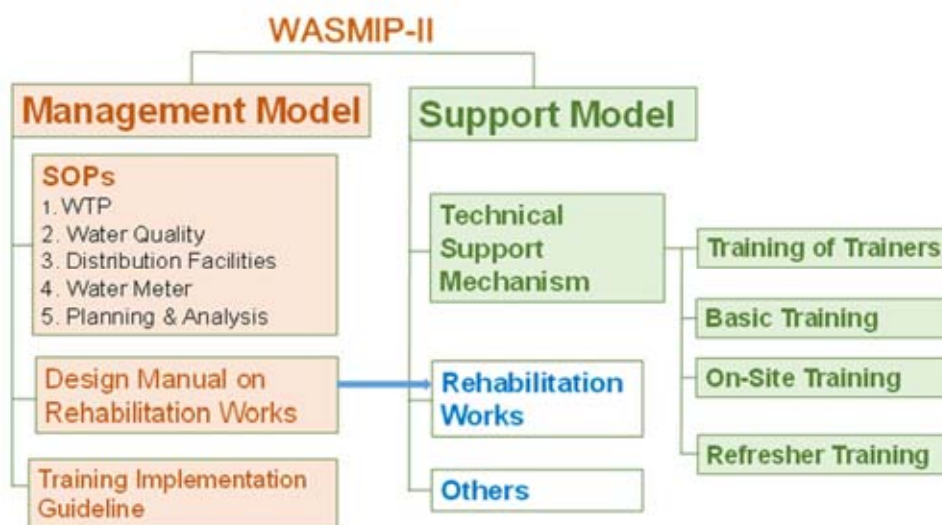 WASMIP-II
Management Model
SOPs
1. WTP
2. Water Quality
3. Distribution Facilities
4. Water Meter
5. Planning & Analysis
Design Manual on
Rehabilitation Works
Training Implementation
Guideline
Support Model
Technical
Support
Mechanism
Rehabilitation
Works
Others
Training of Trainers
Basic Training
On-Site Training
Refresher Training